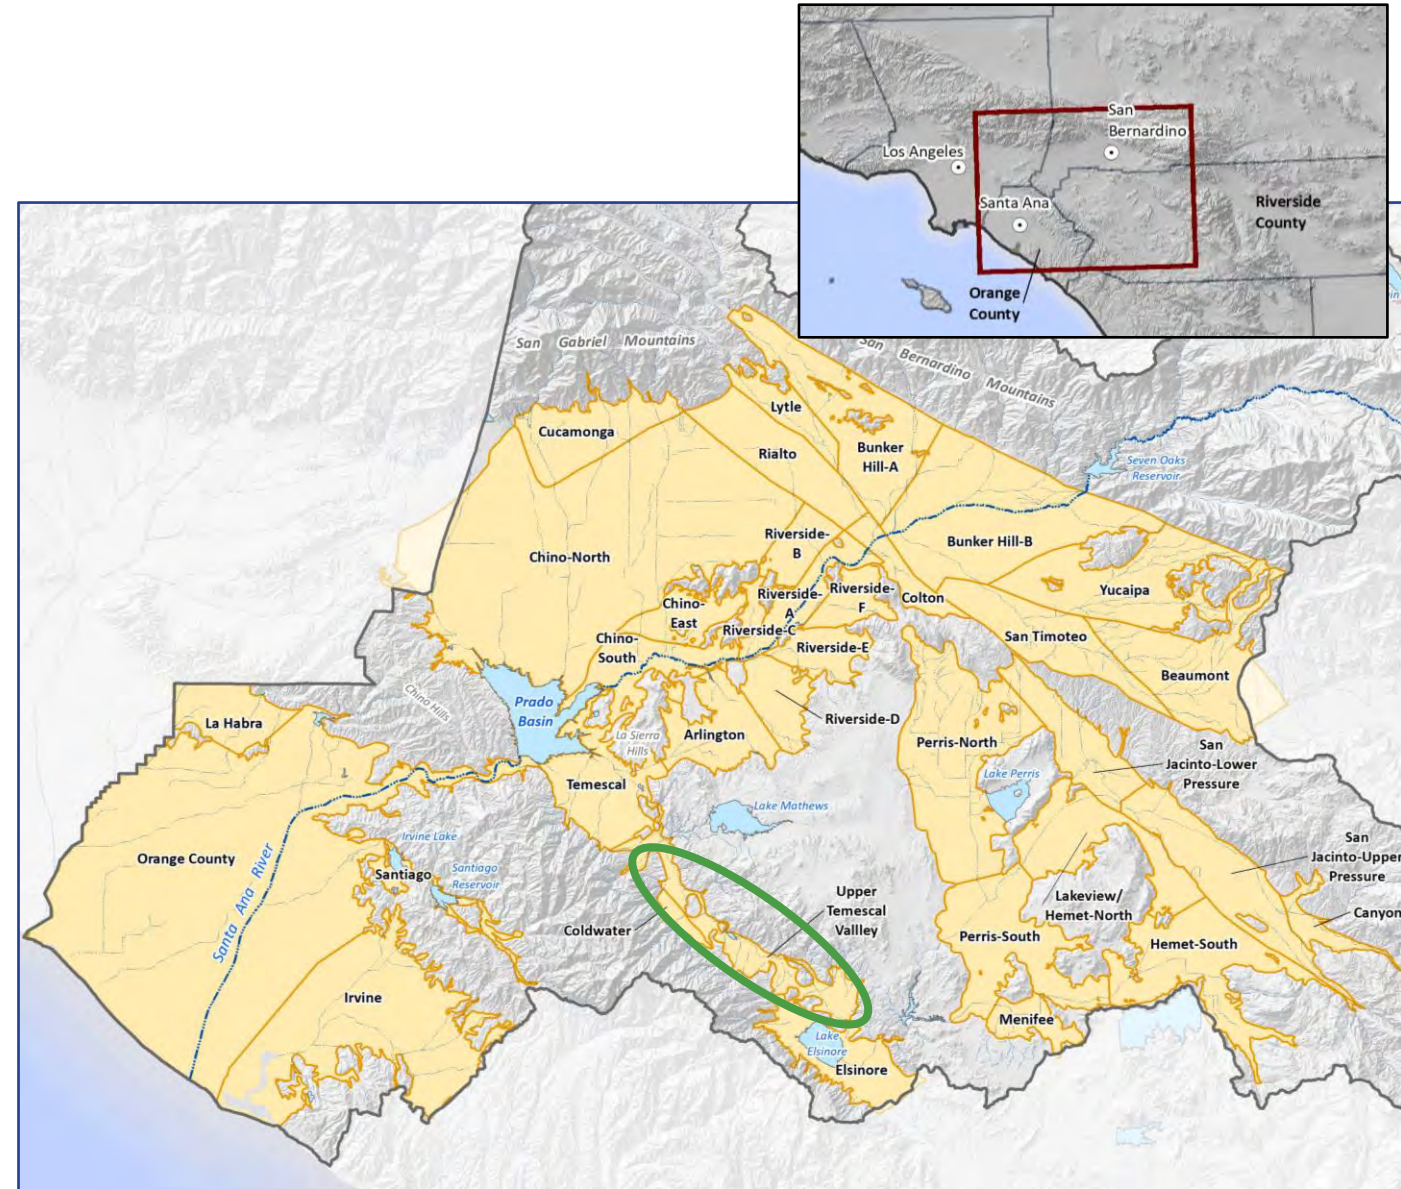 San
Bernardino
Los Angeles
Santa Ana
Riverside
County
Orange
County
San Gabriel Mountains
San Bernardino Mountains
Lytle
Cucamonga
Rialto
Bunker
Hill-A
Seven Oaks
Reservoir
Riverside-
B
Bunker Hill-B
Chino-North
Yucaipa
Riverside-
A
Riverside-
F
Colton
Chino-
East
Riverside-C
San Timoteo
Chino-
South
Riverside-E
Beaumont
Chino Hills
Prado
Basin
La Habra
Riverside-D
La Sierra
Hills
Arlington
Perris-North
San
Jacinto-Lower
Pressure
Temescal
Lake Perris
Lake Mathews
Irvine Lake
San
Jacinto-Upper
Pressure
Orange County
Santa Ana River
Santiago
Santiago
Reservoir
Upper
Temescal
Vallley
Lakeview/
Hemet-North
Canyon
Coldwater
Perris-South
Hemet-South
Irvine
Menifee
Lake
Elsinore
Elsinore